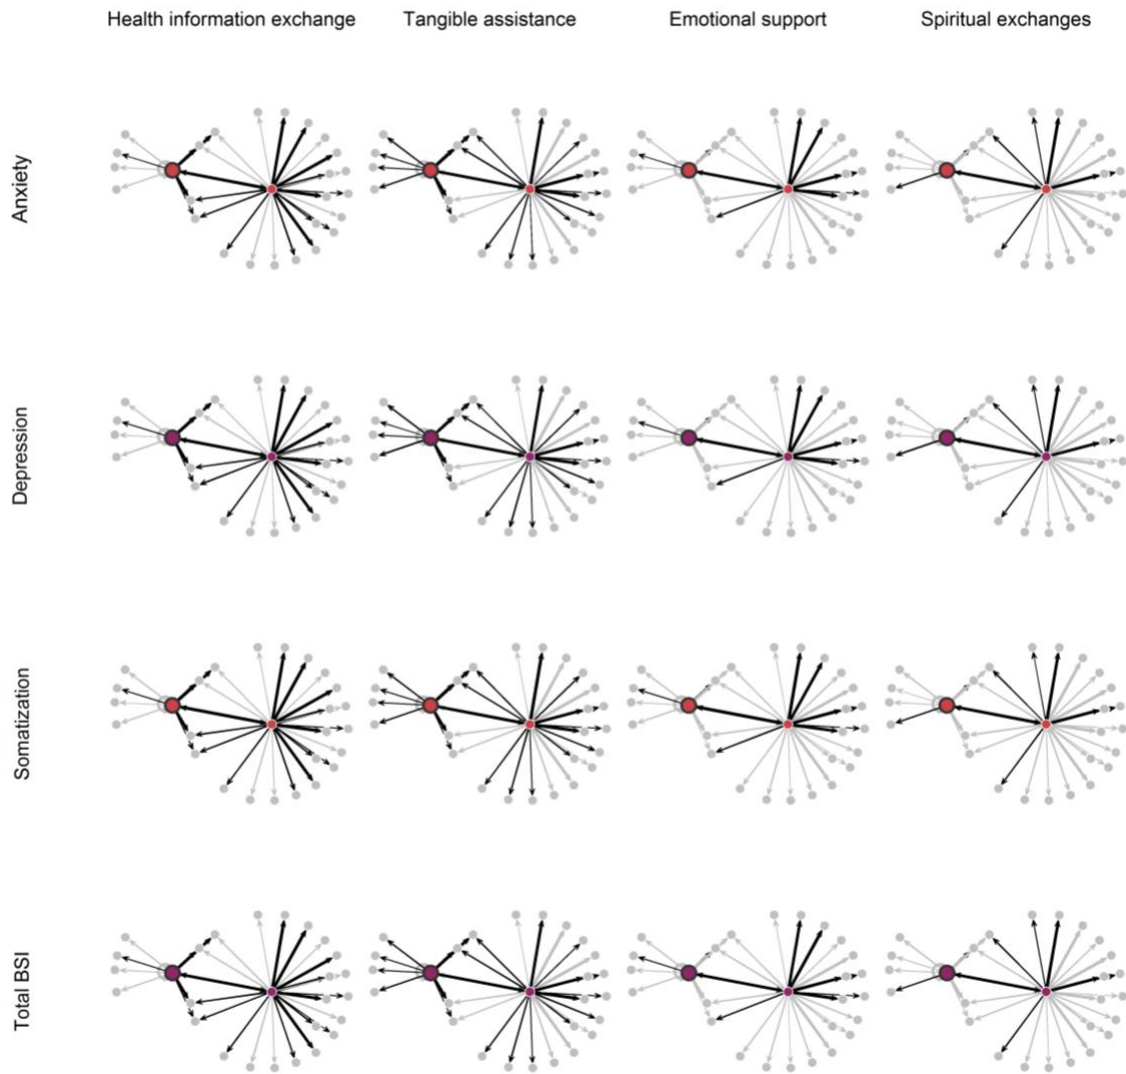 Health information exchange
Tangible assistance
Emotional support
Spiritual exchanges
Anxiety
Depression
Somatization
Total BSI